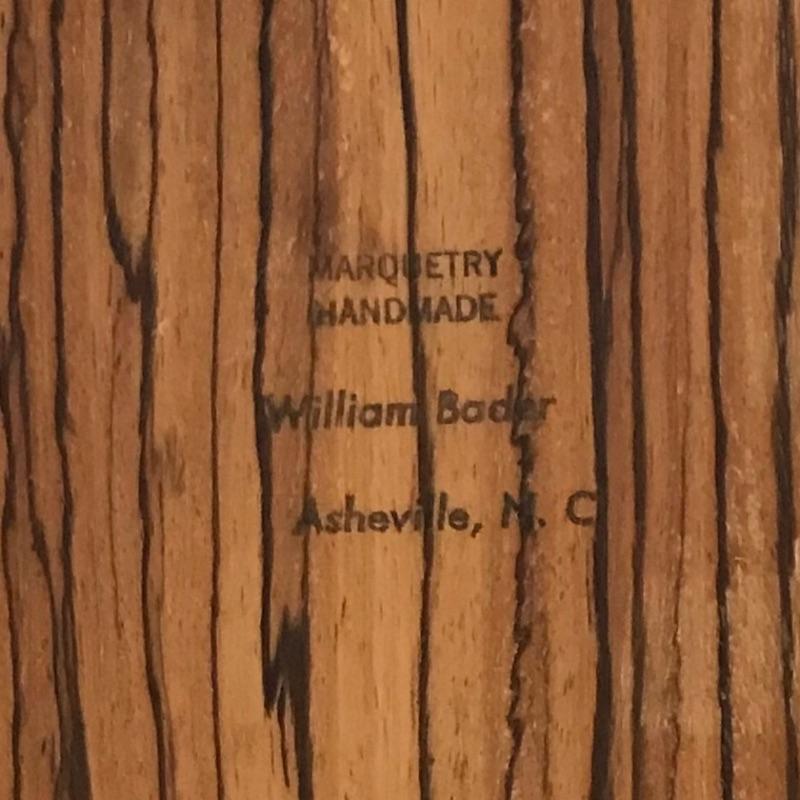 MARQUETRY
HANDMADE
William Bader
Asheville, N. C